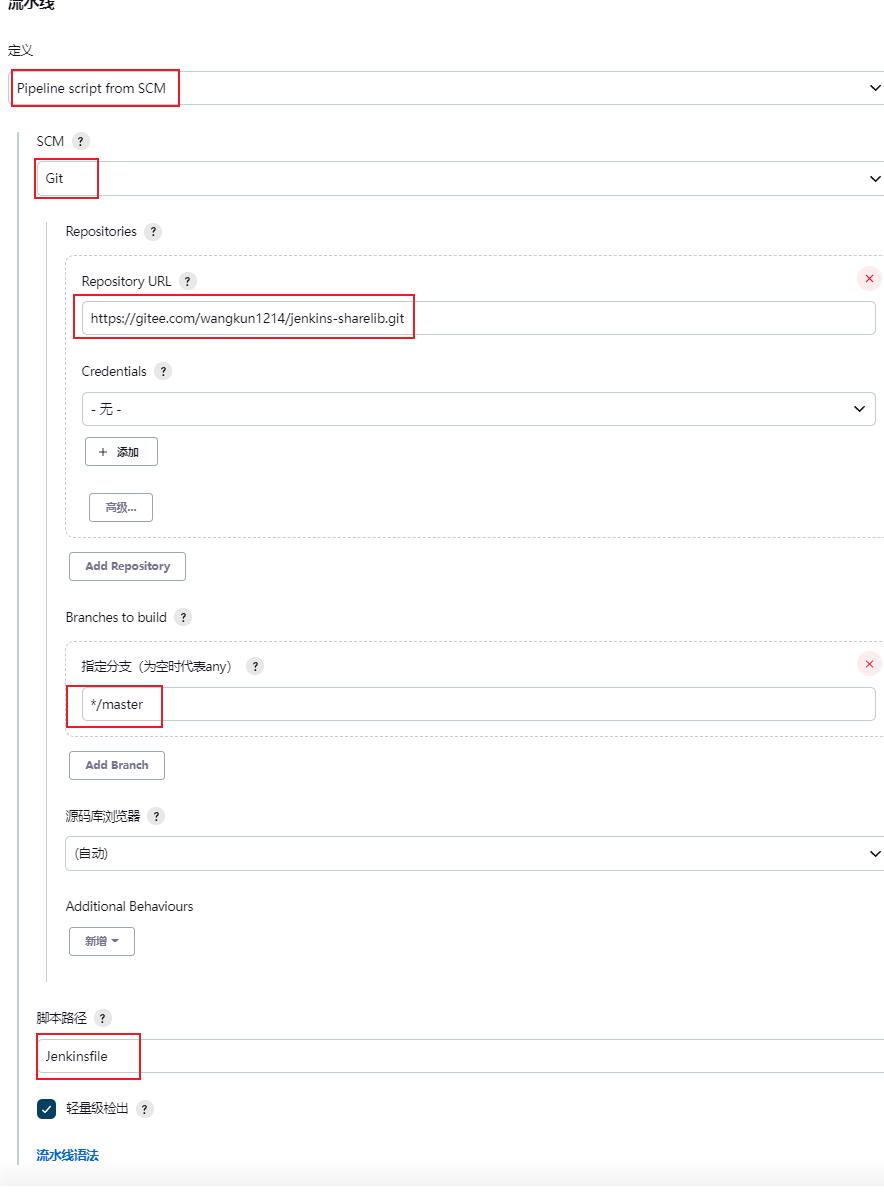 流水线
定义
Pipeline script from SCM
SCM ?
Git
Repositories ?
Repository URL ?
https://gitee.com/wangkun1214/jenkins-sharelib.git
Credentials ?
- 无 -
+ 添加
高级...
Add Repository
Branches to build ?
指定分支（为空时代表any） ?
*/master
Add Branch
源码库浏览器 ?
(自动)
Additional Behaviours
新增
脚本路径 ?
Jenkinsfile
轻量级检出 ?
流水线语法